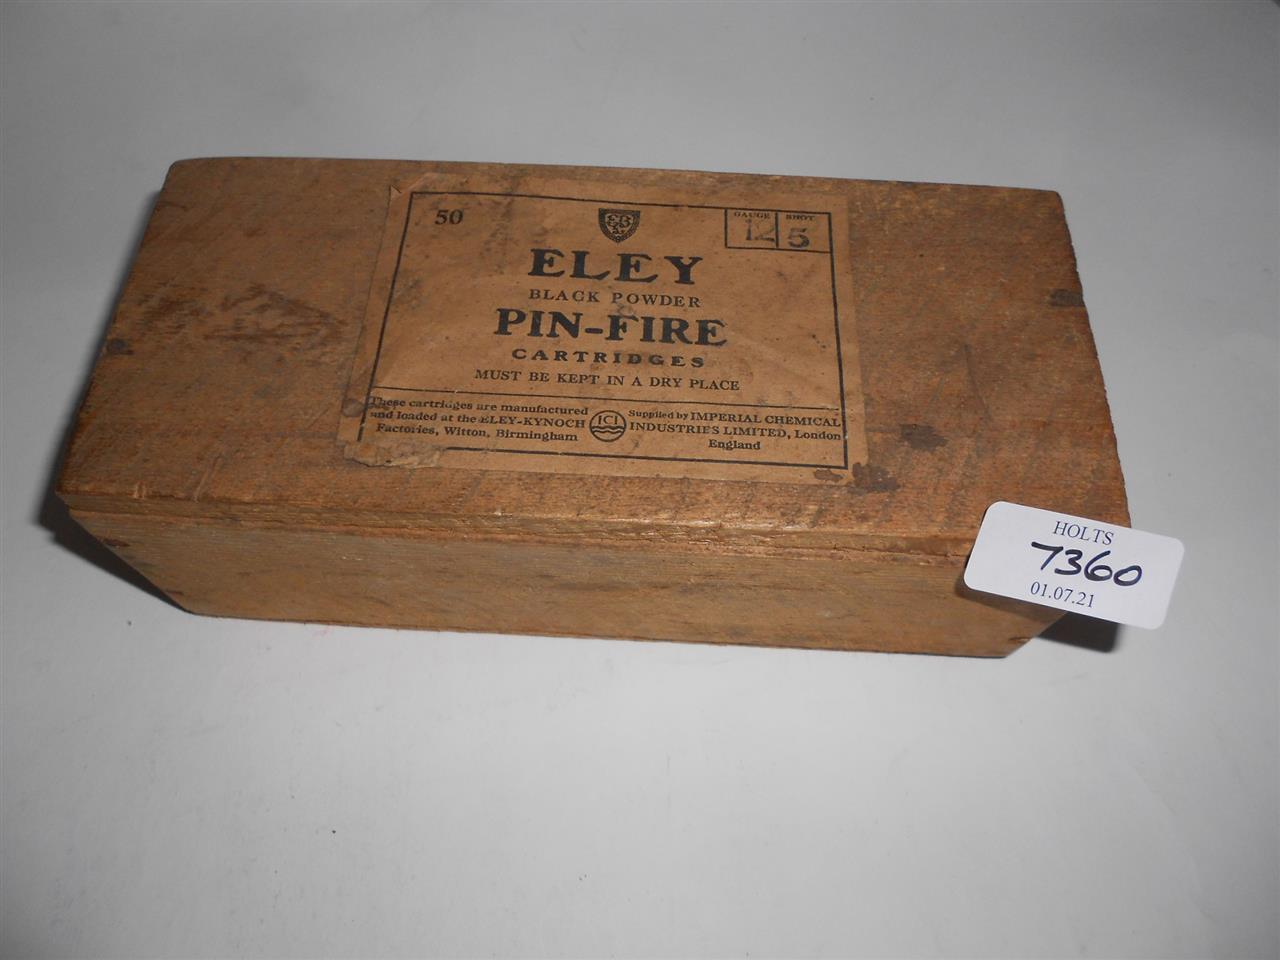 50
EB
GAUGE
12
SHOT
5
ELEY
BLACK POWDER
PIN-FIRE
CARTRIDGES
MUST BE KEPT IN A DRY PLACE
These cartridges are manufactured
and loaded at the ELEY-KYNOCH
Factories, Witton, Birmingham
ICI
Supplied by IMPERIAL CHEMICAL
INDUSTRIES LIMITED, London
England
HOLTS
7360
01.07.21